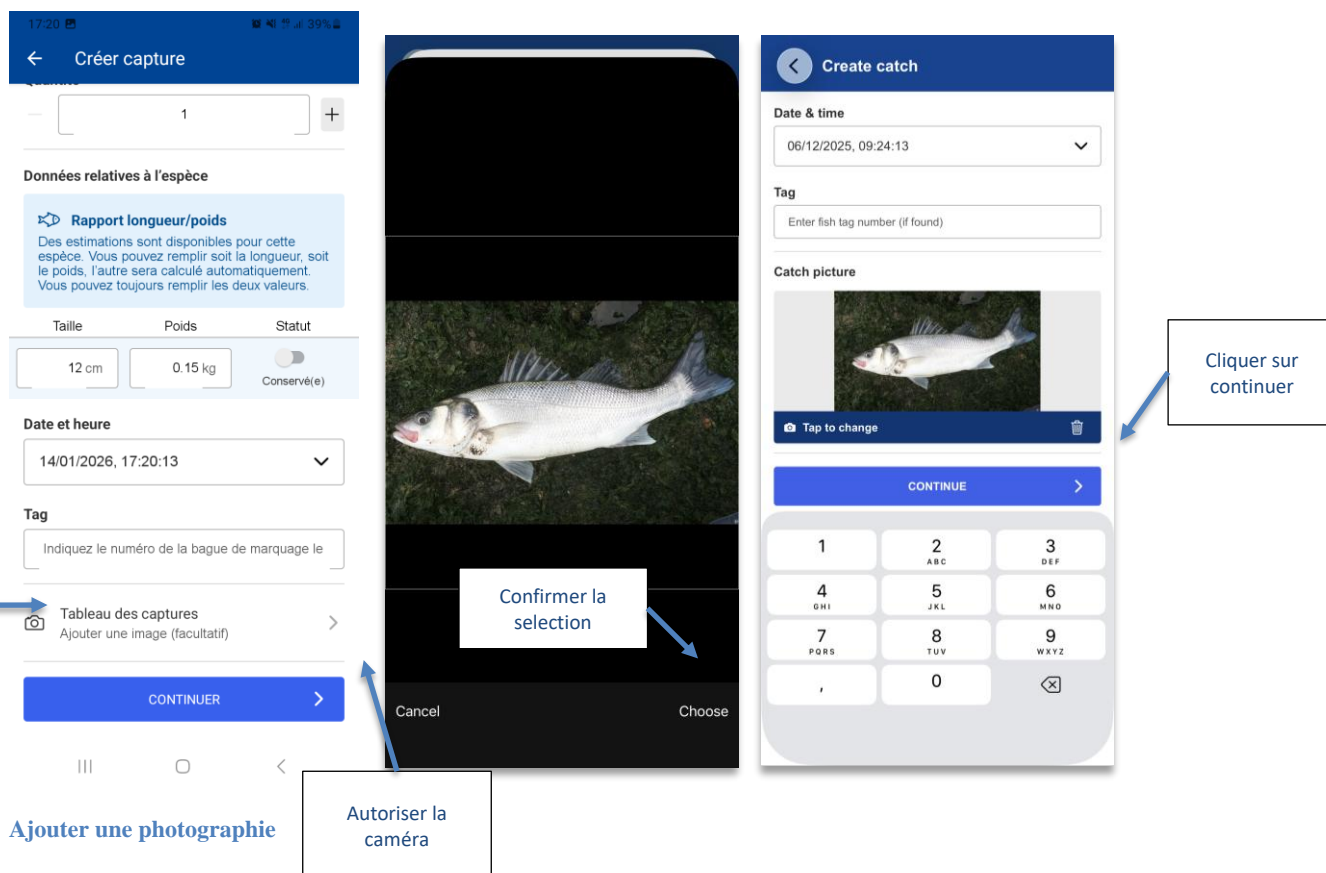 17:20
39%
Créer capture
Quantité
1
+
Données relatives à l'espèce
Rapport longueur/poids
Des estimations sont disponibles pour cette
espèce. Vous pouvez remplir soit la longueur, soit
le poids, l'autre sera calculé automatiquement.
Vous pouvez toujours remplir les deux valeurs.
Taille Poids Statut
12 cm 0.15 kg
Conservé(e)
Date et heure
14/01/2026, 17:20:13
Tag
Indiquez le numéro de la bague de marquage le
Tableau des captures
Ajouter une image (facultatif)
CONTINUER
Ajouter une photographie
Autoriser la
caméra
Confirmer la
selection
Cancel Choose
Create catch
Date & time
06/12/2025, 09:24:13
Tag
Enter fish tag number (if found)
Catch picture
Tap to change
CONTINUE
1 2 3
ABC DEF
4 5 6
GHI JKL MNO
7 8 9
PQRS TUV WXYZ
, 0
Cliquer sur
continuer